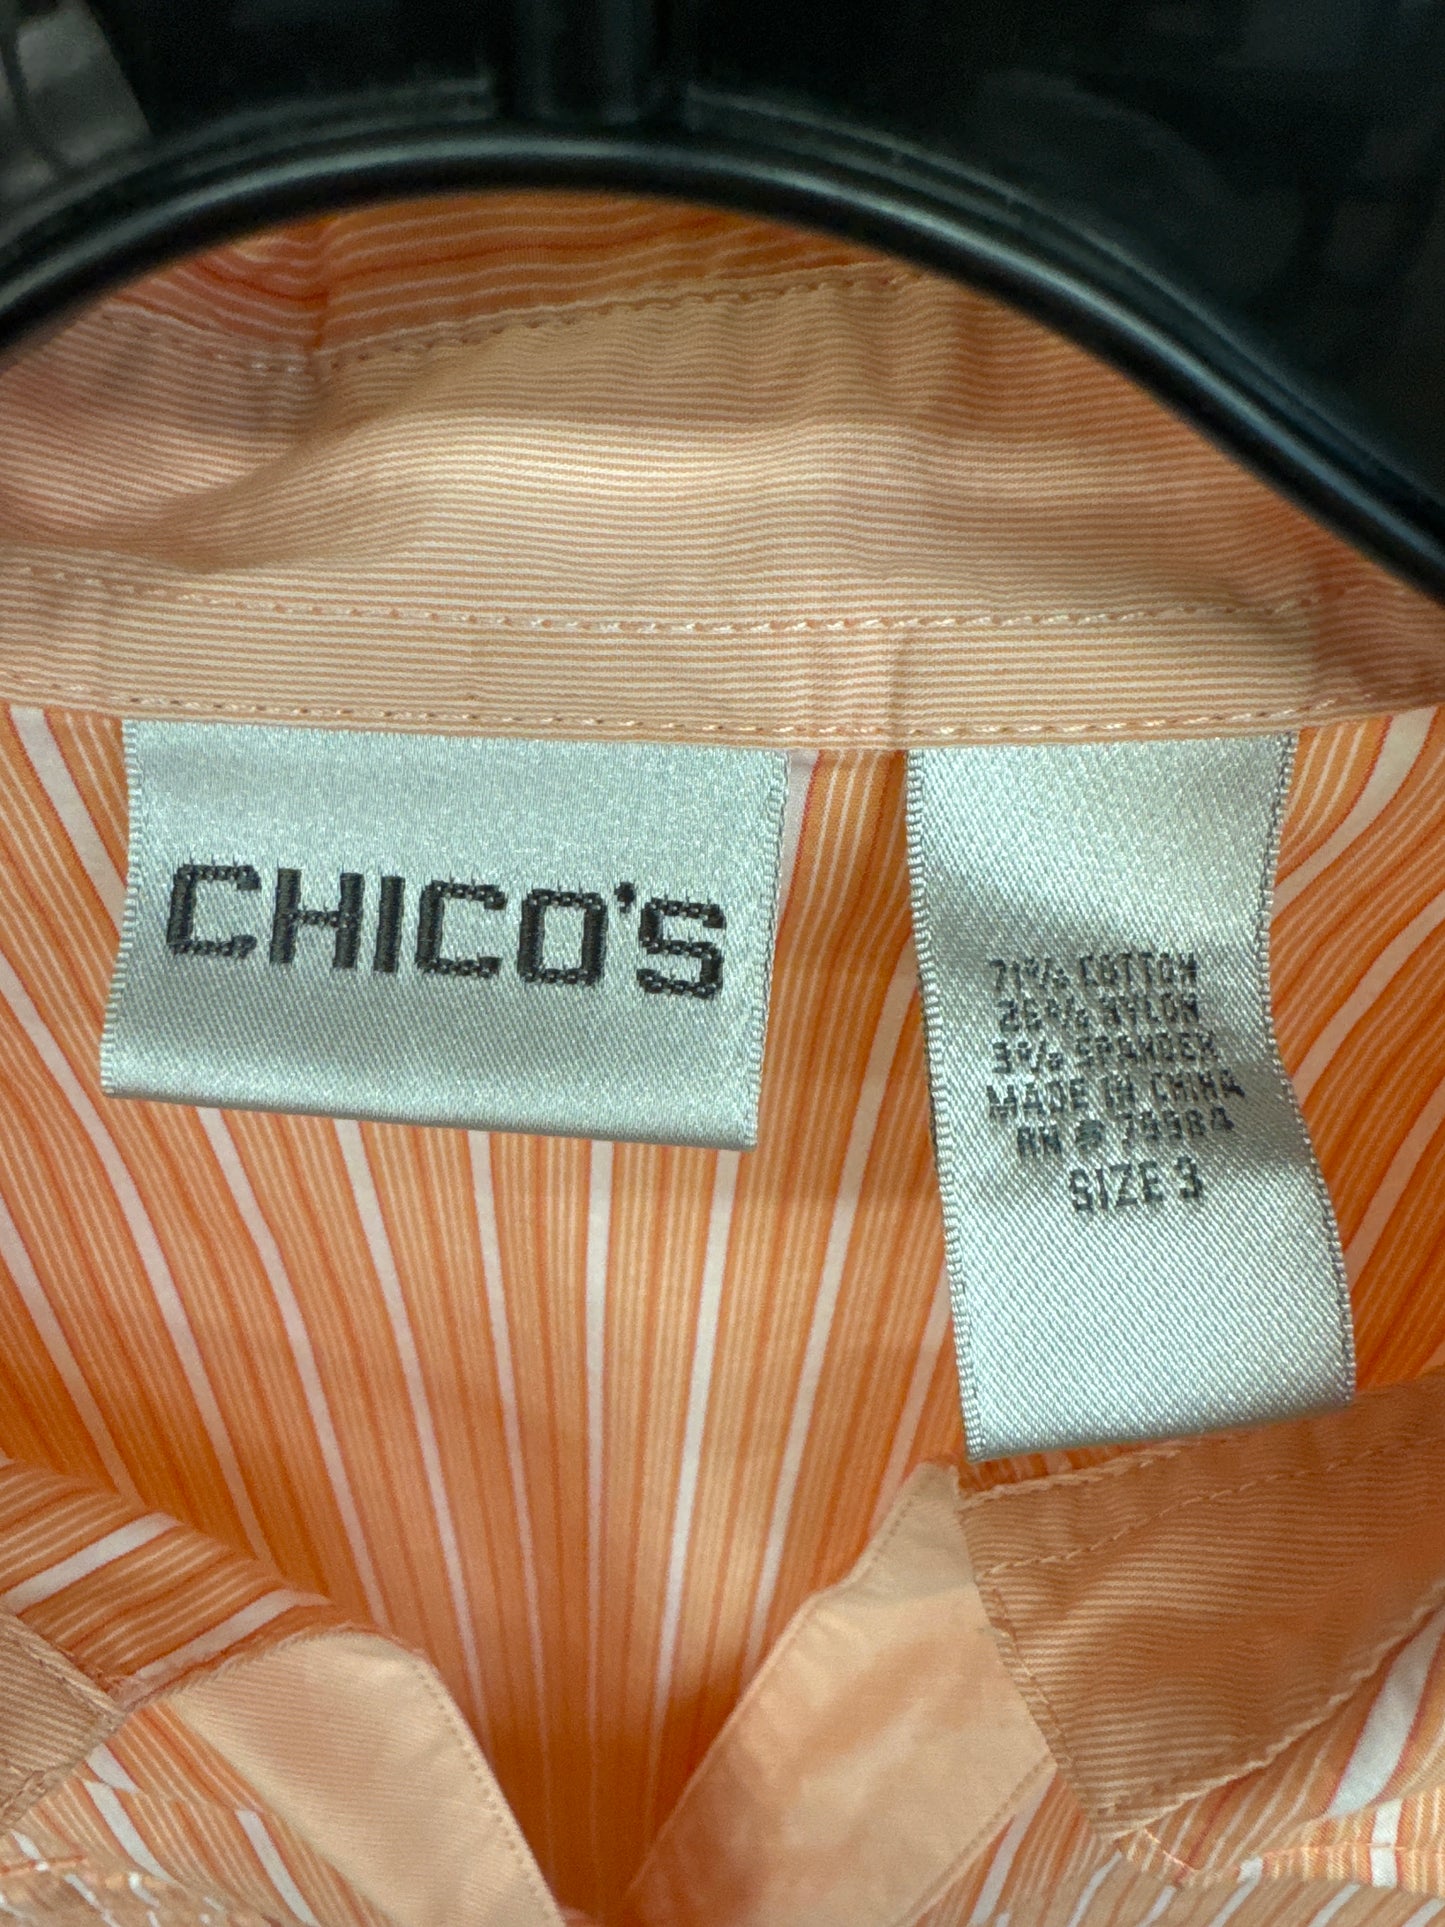 CHICO'S
71% COTTON
26% NYLON
3% SPANDEX
MADE IN CHINA
RN # 79984
SIZE 3